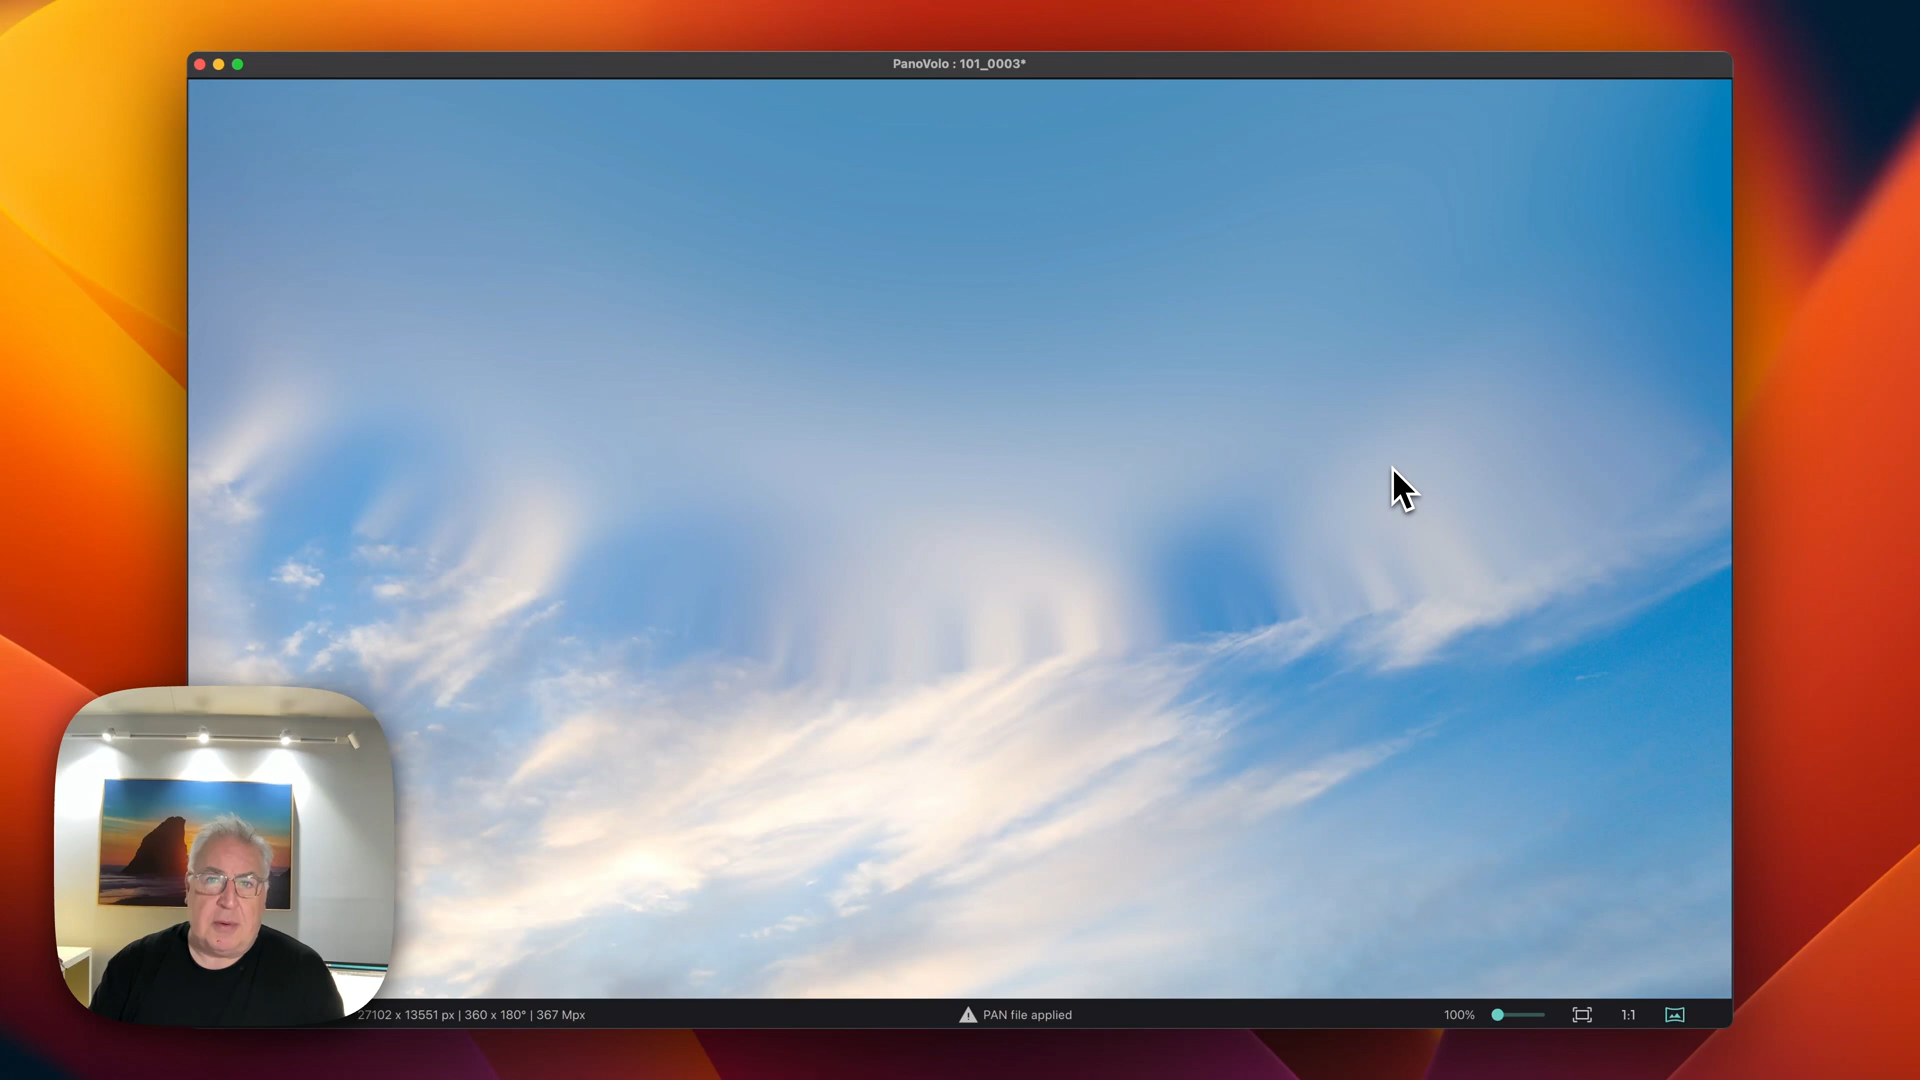 PanoVolo : 101_0003*
27102 x 13551 px | 360 x 180° | 367 Mpx
PAN file applied
100%
1:1